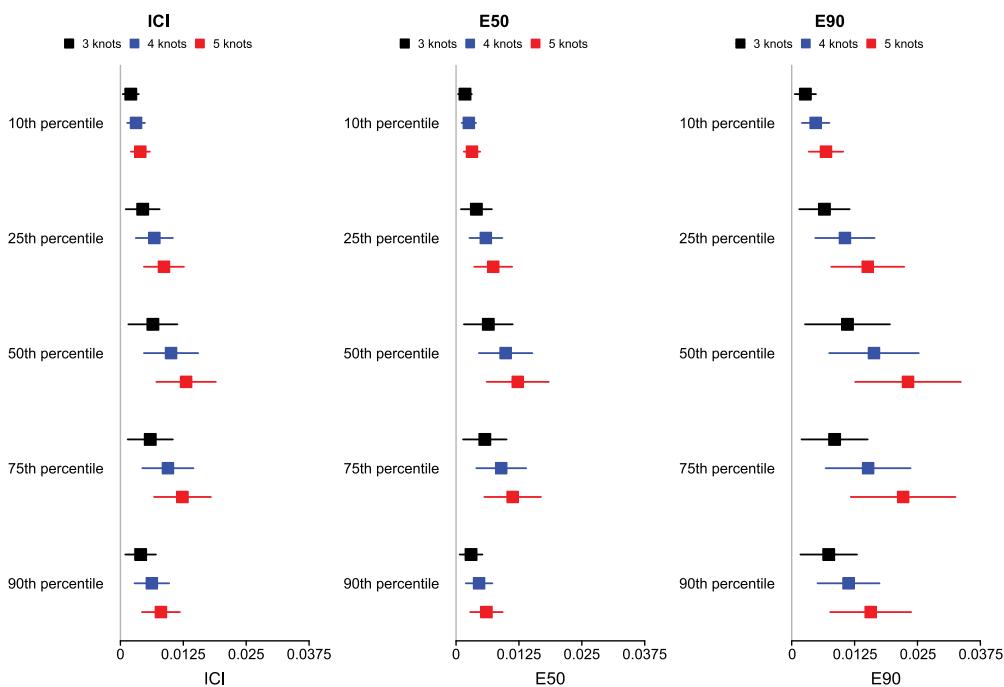 ICI
3 knots 4 knots 5 knots
10th percentile
25th percentile
50th percentile
75th percentile
90th percentile
0 0.0125 0.025 0.0375
ICI
E50
3 knots 4 knots 5 knots
10th percentile
25th percentile
50th percentile
75th percentile
90th percentile
0 0.0125 0.025 0.0375
E50
E90
3 knots 4 knots 5 knots
10th percentile
25th percentile
50th percentile
75th percentile
90th percentile
0 0.0125 0.025 0.0375
E90